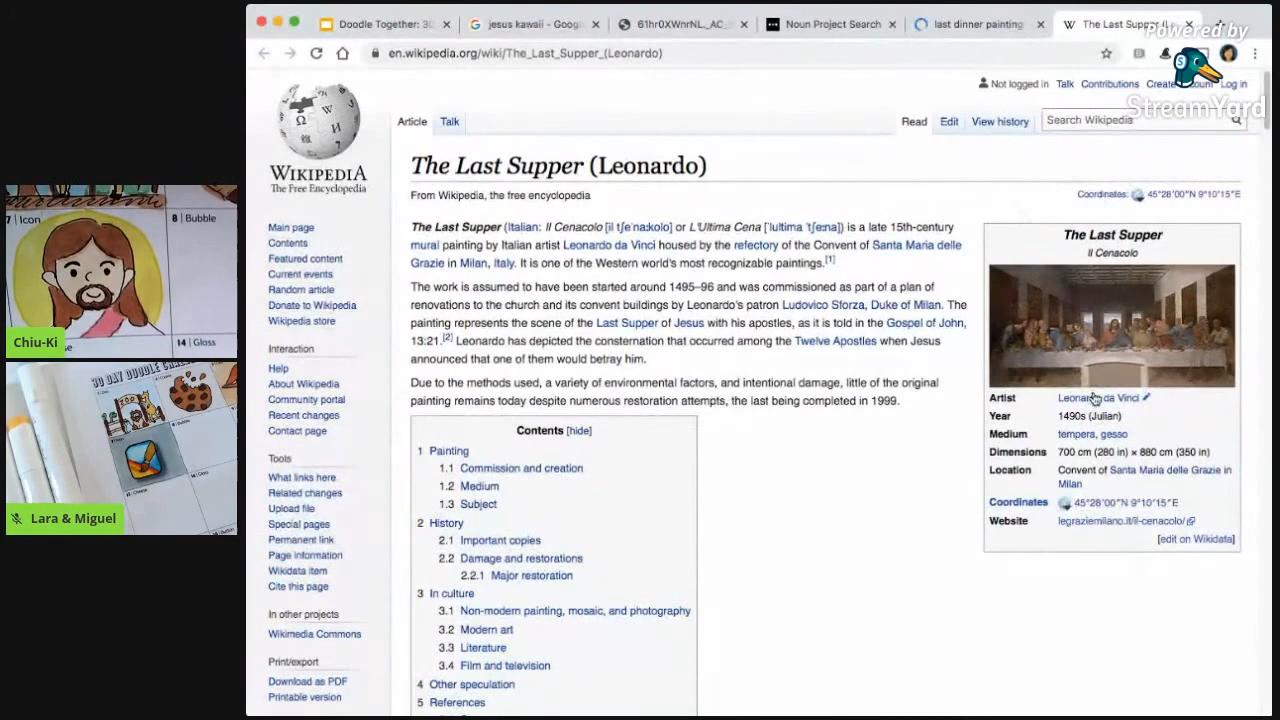 Doodle Together: 30
jesus kawaii - Goog
61hr0XWnrNL._AC_
Noun Project Search
last dinner painting
The Last Supper (L
Powered by
StreamYard
en.wikipedia.org/wiki/The_Last_Supper_(Leonardo)
Not logged in Talk Contributions Create account Log in
Article Talk
Read Edit View history
Search Wikipedia
WIKIPEDIA
The Free Encyclopedia
Main page
Contents
Featured content
Current events
Random article
Donate to Wikipedia
Wikipedia store
Interaction
Help
About Wikipedia
Community portal
Recent changes
Contact page
Tools
What links here
Related changes
Upload file
Special pages
Permanent link
Page information
Wikidata item
Cite this page
In other projects
Wikimedia Commons
Print/export
Download as PDF
Printable version
The Last Supper (Leonardo)
From Wikipedia, the free encyclopedia
Coordinates: 45°28′00″N 9°10′15″E
The Last Supper (Italian: Il Cenacolo [il tʃeˈnaːkolo] or L'Ultima Cena [ˈlultima ˈtʃeːna]) is a late 15th-century
mural painting by Italian artist Leonardo da Vinci housed by the refectory of the Convent of Santa Maria delle
Grazie in Milan, Italy. It is one of the Western world's most recognizable paintings.[1]
The work is assumed to have been started around 1495–96 and was commissioned as part of a plan of
renovations to the church and its convent buildings by Leonardo's patron Ludovico Sforza, Duke of Milan. The
painting represents the scene of the Last Supper of Jesus with his apostles, as it is told in the Gospel of John,
13:21.[2] Leonardo has depicted the consternation that occurred among the Twelve Apostles when Jesus
announced that one of them would betray him.
Due to the methods used, a variety of environmental factors, and intentional damage, little of the original
painting remains today despite numerous restoration attempts, the last being completed in 1999.
Contents [hide]
1 Painting
1.1 Commission and creation
1.2 Medium
1.3 Subject
2 History
2.1 Important copies
2.2 Damage and restorations
2.2.1 Major restoration
3 In culture
3.1 Non-modern painting, mosaic, and photography
3.2 Modern art
3.3 Literature
3.4 Film and television
4 Other speculation
5 References
The Last Supper
Il Cenacolo
Artist Leonardo da Vinci
Year 1490s (Julian)
Medium tempera, gesso
Dimensions 700 cm (280 in) × 880 cm (350 in)
Location Convent of Santa Maria delle Grazie in
Milan
Coordinates 45°28′00″N 9°10′15″E
Website legraziemilano.it/il-cenacolo/
[edit on Wikidata]
7 | Icon
8 | Bubble
14 | Glass
Chiu-Ki
30 DAY DOODLE CHALLENGE
ZOO
Lara & Miguel